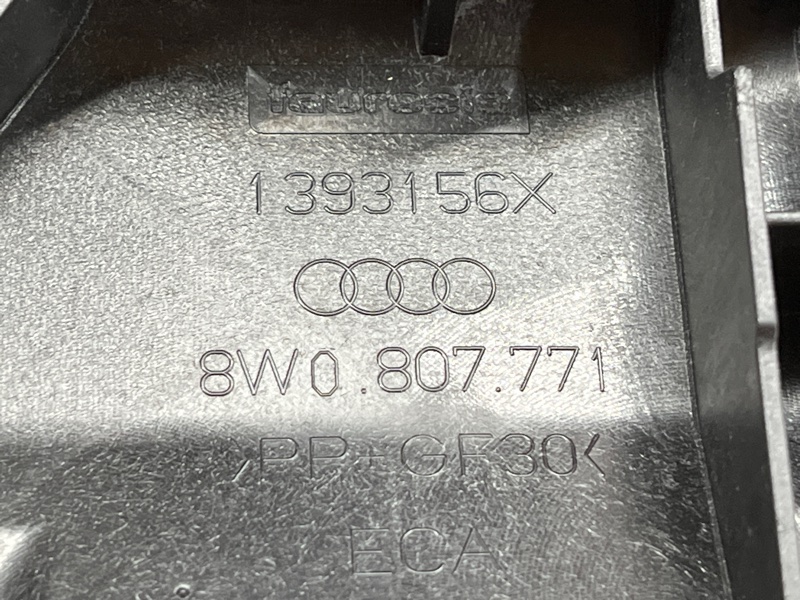 faurecia
1393156X
8W0.807.771
>PP-GF30<
ECA